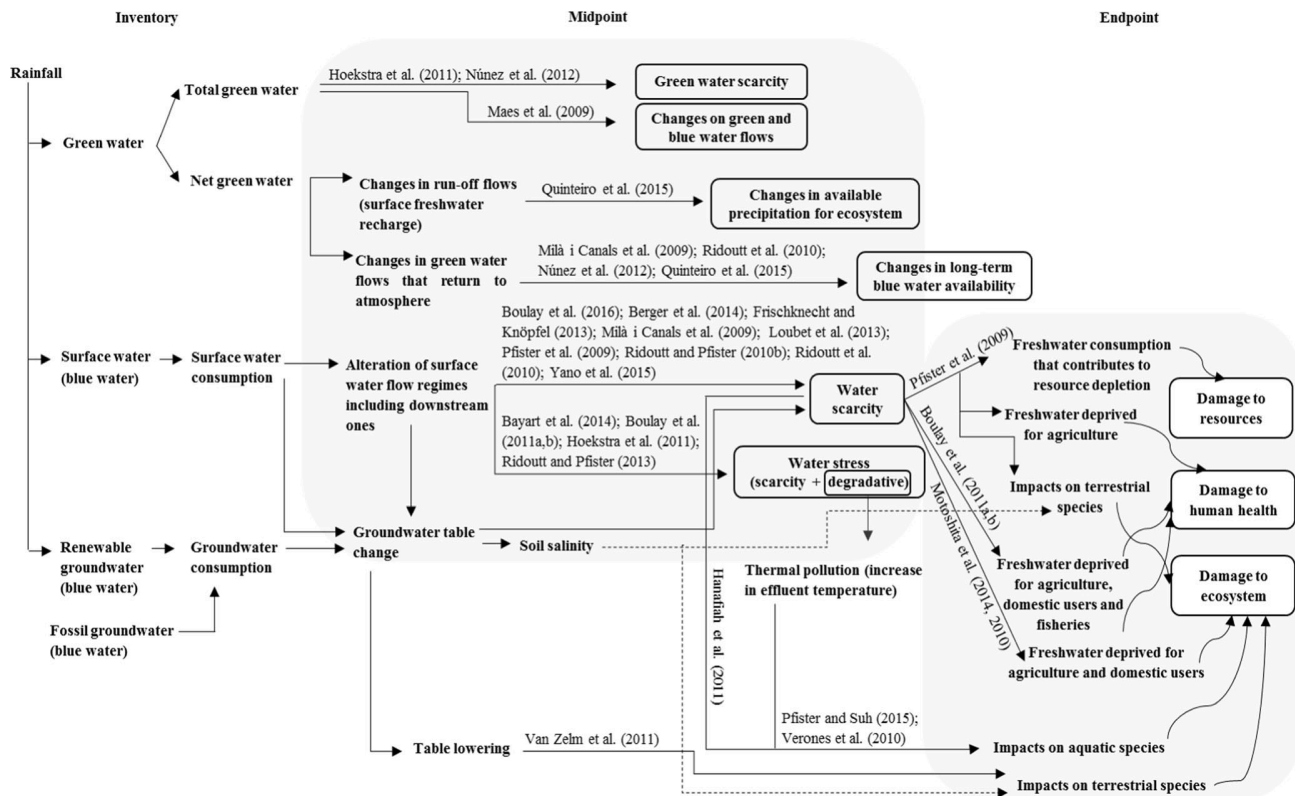 Inventory
Midpoint
Endpoint
Rainfall
Total green water
Hoekstra et al. (2011); Núnez et al. (2012)
Green water scarcity
Maes et al. (2009)
Changes on green and
blue water flows
Green water
Net green water
Changes in run-off flows
(surface freshwater
recharge)
Quinteiro et al. (2015)
Changes in available
precipitation for ecosystem
Changes in green water
flows that return to
atmosphere
Milà i Canals et al. (2009); Ridoutt et al. (2010);
Núnez et al. (2012); Quinteiro et al. (2015)
Changes in long-term
blue water availability
Boulay et al. (2016); Berger et al. (2014); Frischknecht and
Knöpfel (2013); Milà i Canals et al. (2009); Loubet et al. (2013);
Pfister et al. (2009); Ridoutt and Pfister (2010b); Ridoutt et al.
(2010); Yano et al. (2015)
Surface water
(blue water)
Surface water
consumption
Alteration of surface
water flow regimes
including downstream
ones
Water
scarcity
Pfister et al. (2009)
Freshwater consumption
that contributes to
resource depletion
Damage to
resources
Boulay et al. (2011a,b)
Freshwater deprived
for agriculture
Bayart et al. (2014); Boulay et al.
(2011a,b); Hoekstra et al. (2011);
Ridoutt and Pfister (2013)
Water stress
(scarcity + degradative)
Motoshita et al. (2014, 2010)
Impacts on terrestrial
species
Damage to
human health
Renewable
groundwater
(blue water)
Groundwater
consumption
Groundwater table
change
Soil salinity
Thermal pollution (increase
in effluent temperature)
Hanafiah et al. (2011)
Freshwater deprived
for agriculture,
domestic users and
fisheries
Damage to
ecosystem
Fossil groundwater
(blue water)
Freshwater deprived for
agriculture and domestic users
Table lowering
Van Zelm et al. (2011)
Pfister and Suh (2015);
Verones et al. (2010)
Impacts on aquatic species
Impacts on terrestrial species